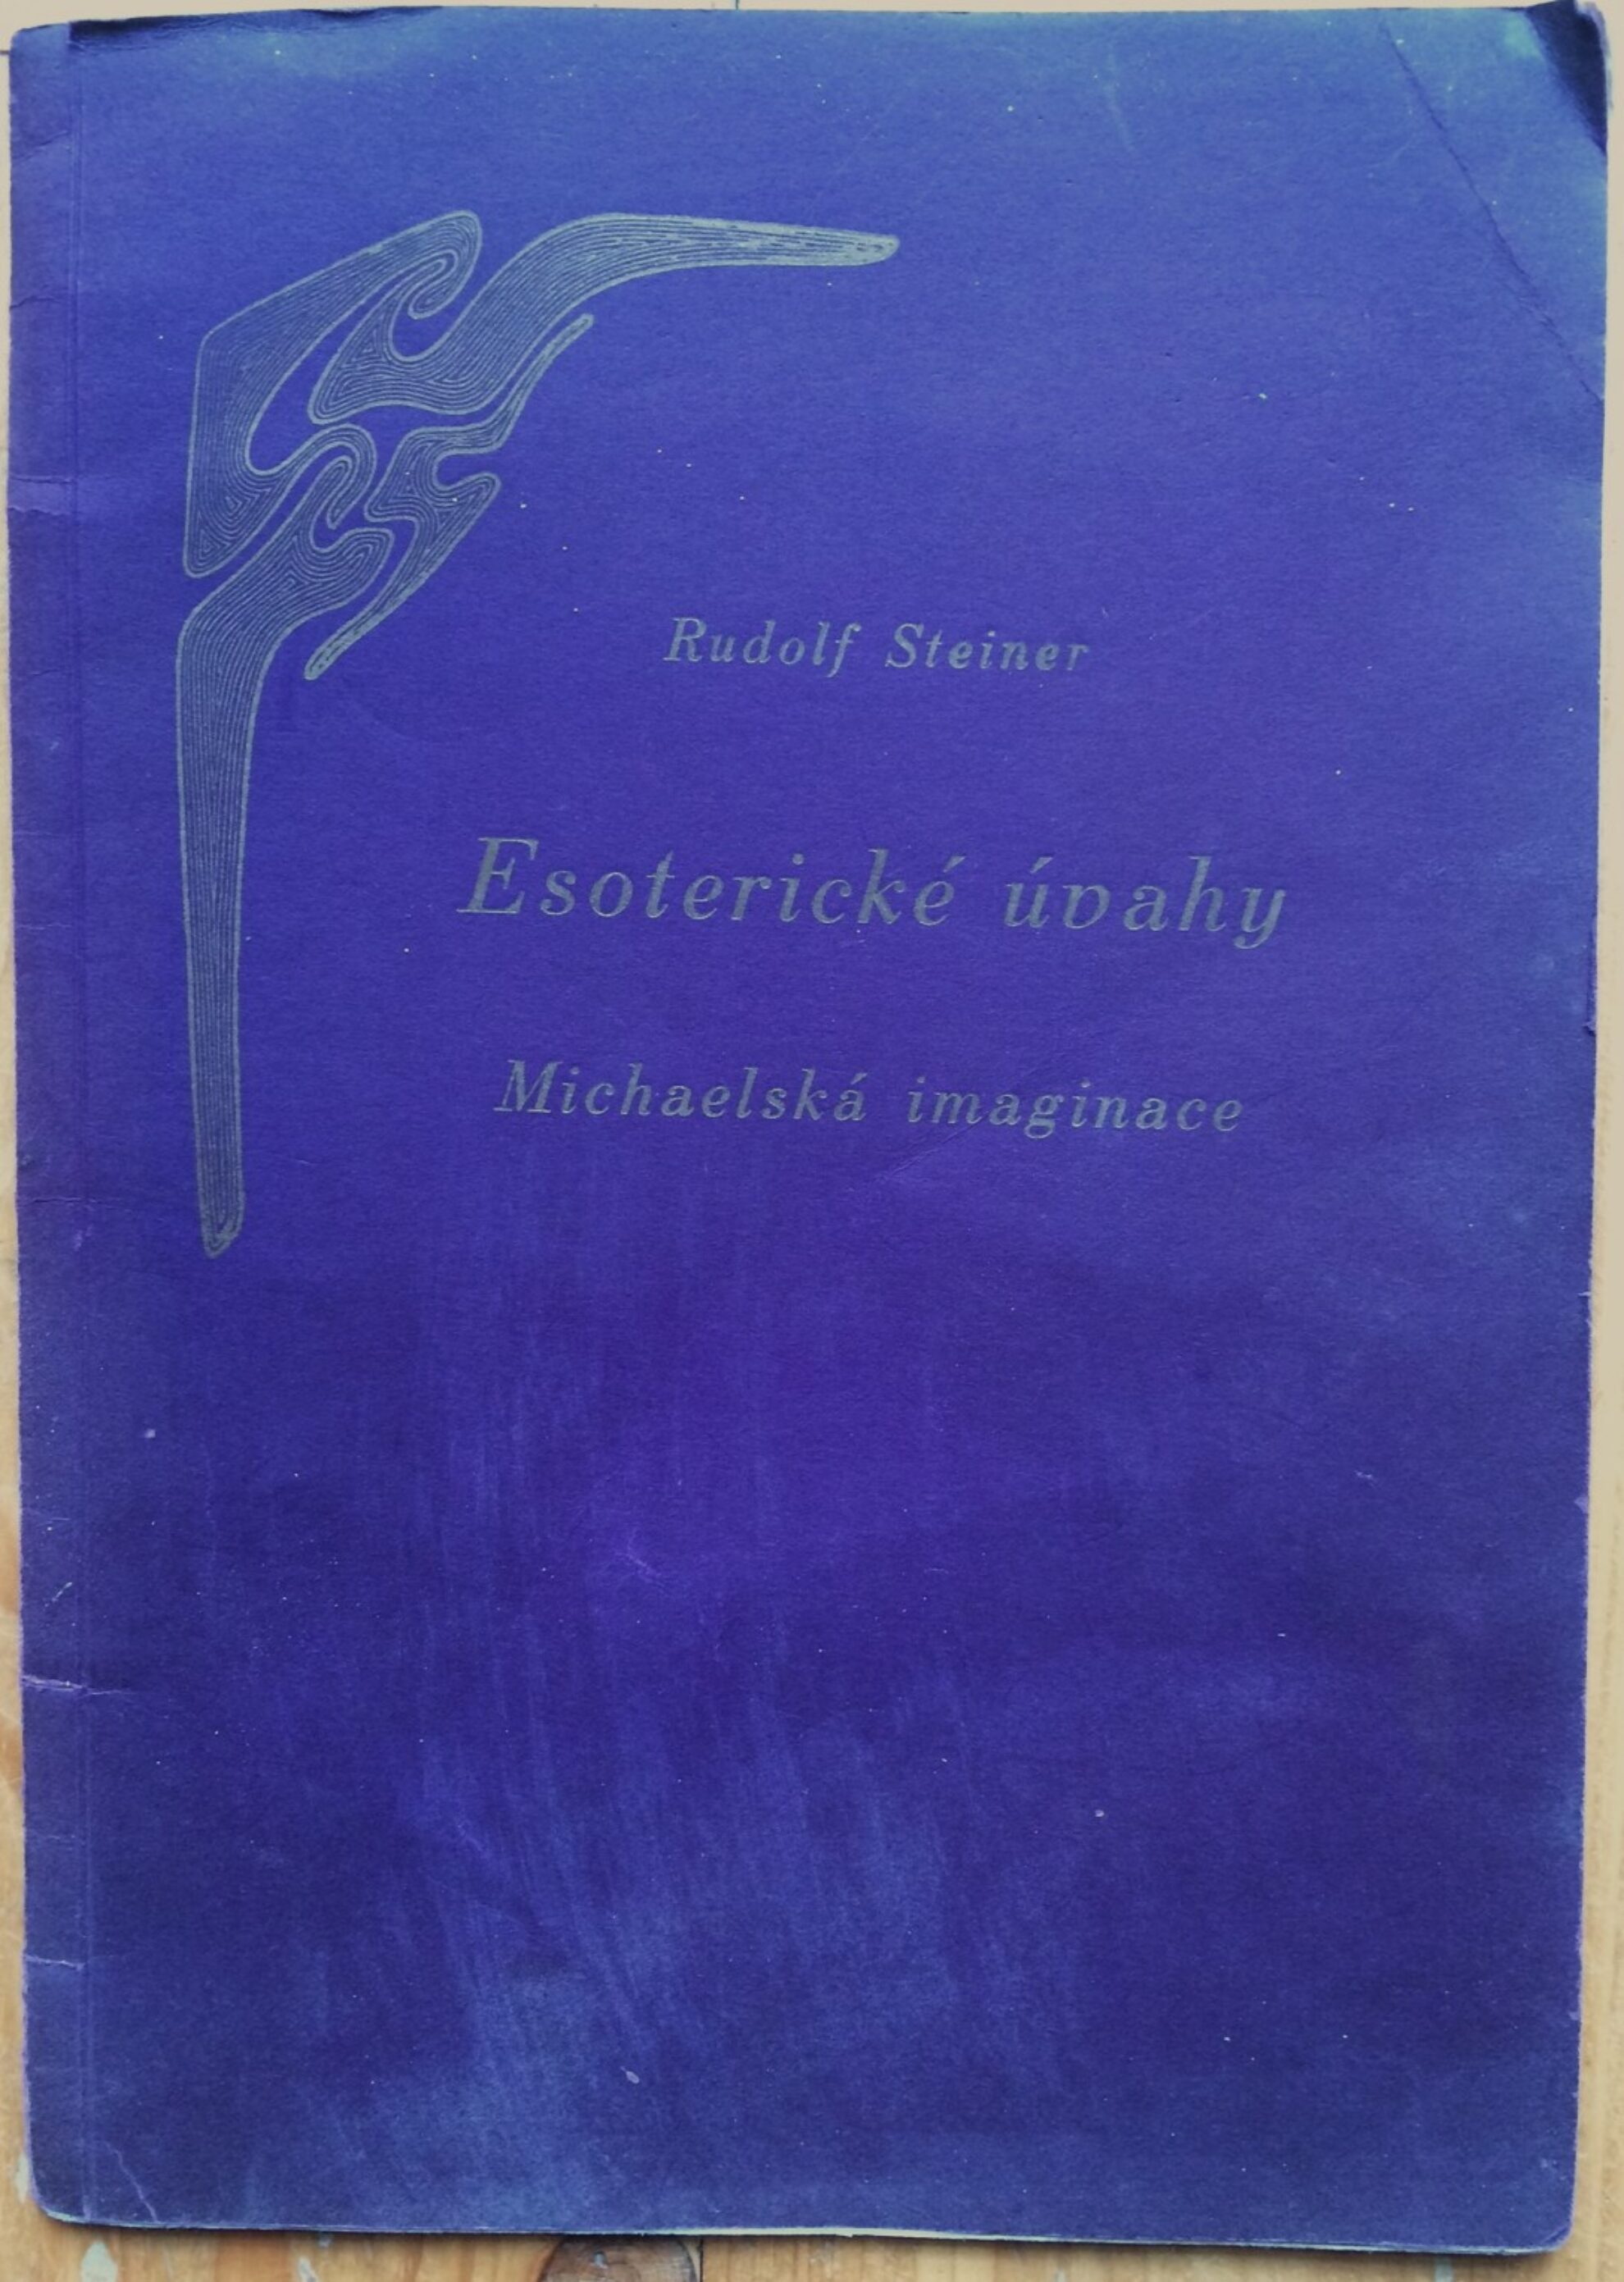 Rudolf Steiner
Esoterické úvahy
Michaelská imaginace